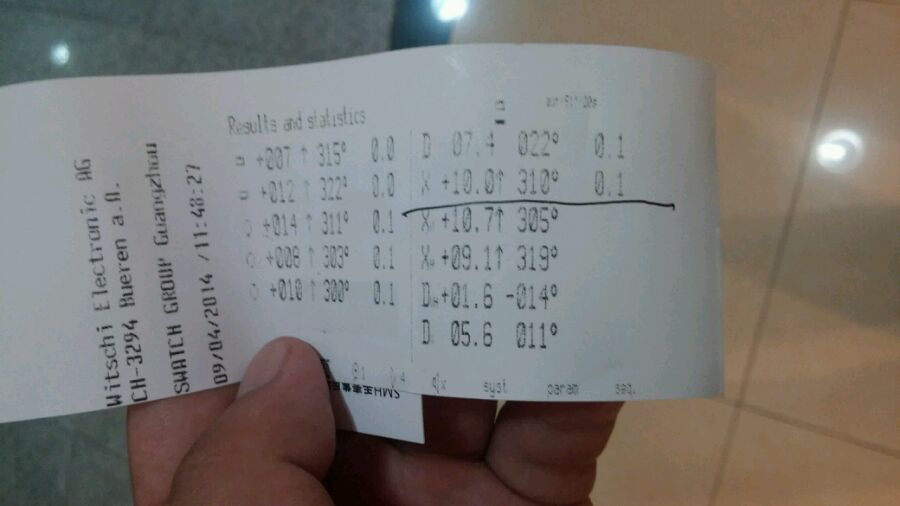 Witschi Electronic AG
CH-3294 Bueren a.A.
SWATCH GROUP Guangzhou
09/04/2014 /11:48:27
Results and statistics
+007 ↑ 315° 0.0
+012 ↑ 322° 0.0
+014 ↑ 311° 0.1
+008 ↑ 303° 0.1
+010 ↑ 300° 0.1
D 07.4 022° 0.1
X +10.0↑ 310° 0.1
X +10.7↑ 305°
X +09.1↑ 319°
D +01.6 -014°
D 05.6 011°
syst param seq.
SMH